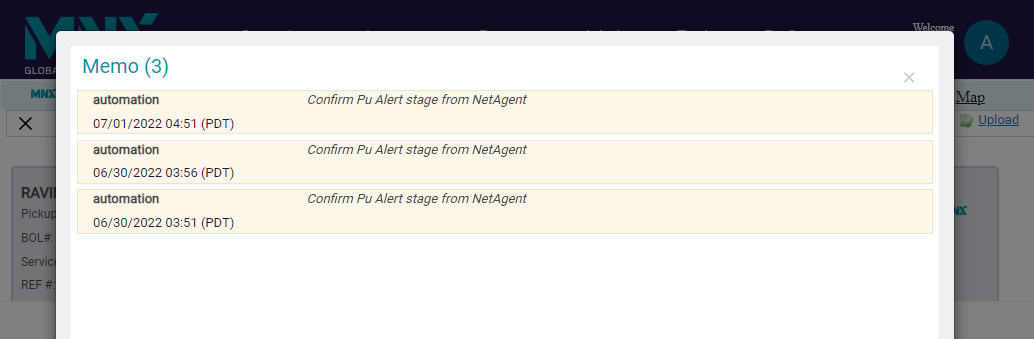 MNX
GLOBA
Welcome
A
Memo (3)
MNX
Map
automation Confirm Pu Alert stage from NetAgent
07/01/2022 04:51 (PDT)
Upload
automation Confirm Pu Alert stage from NetAgent
06/30/2022 03:56 (PDT)
automation Confirm Pu Alert stage from NetAgent
06/30/2022 03:51 (PDT)
RAVI
Pickup
BOL#:
Service
REF #:
NX